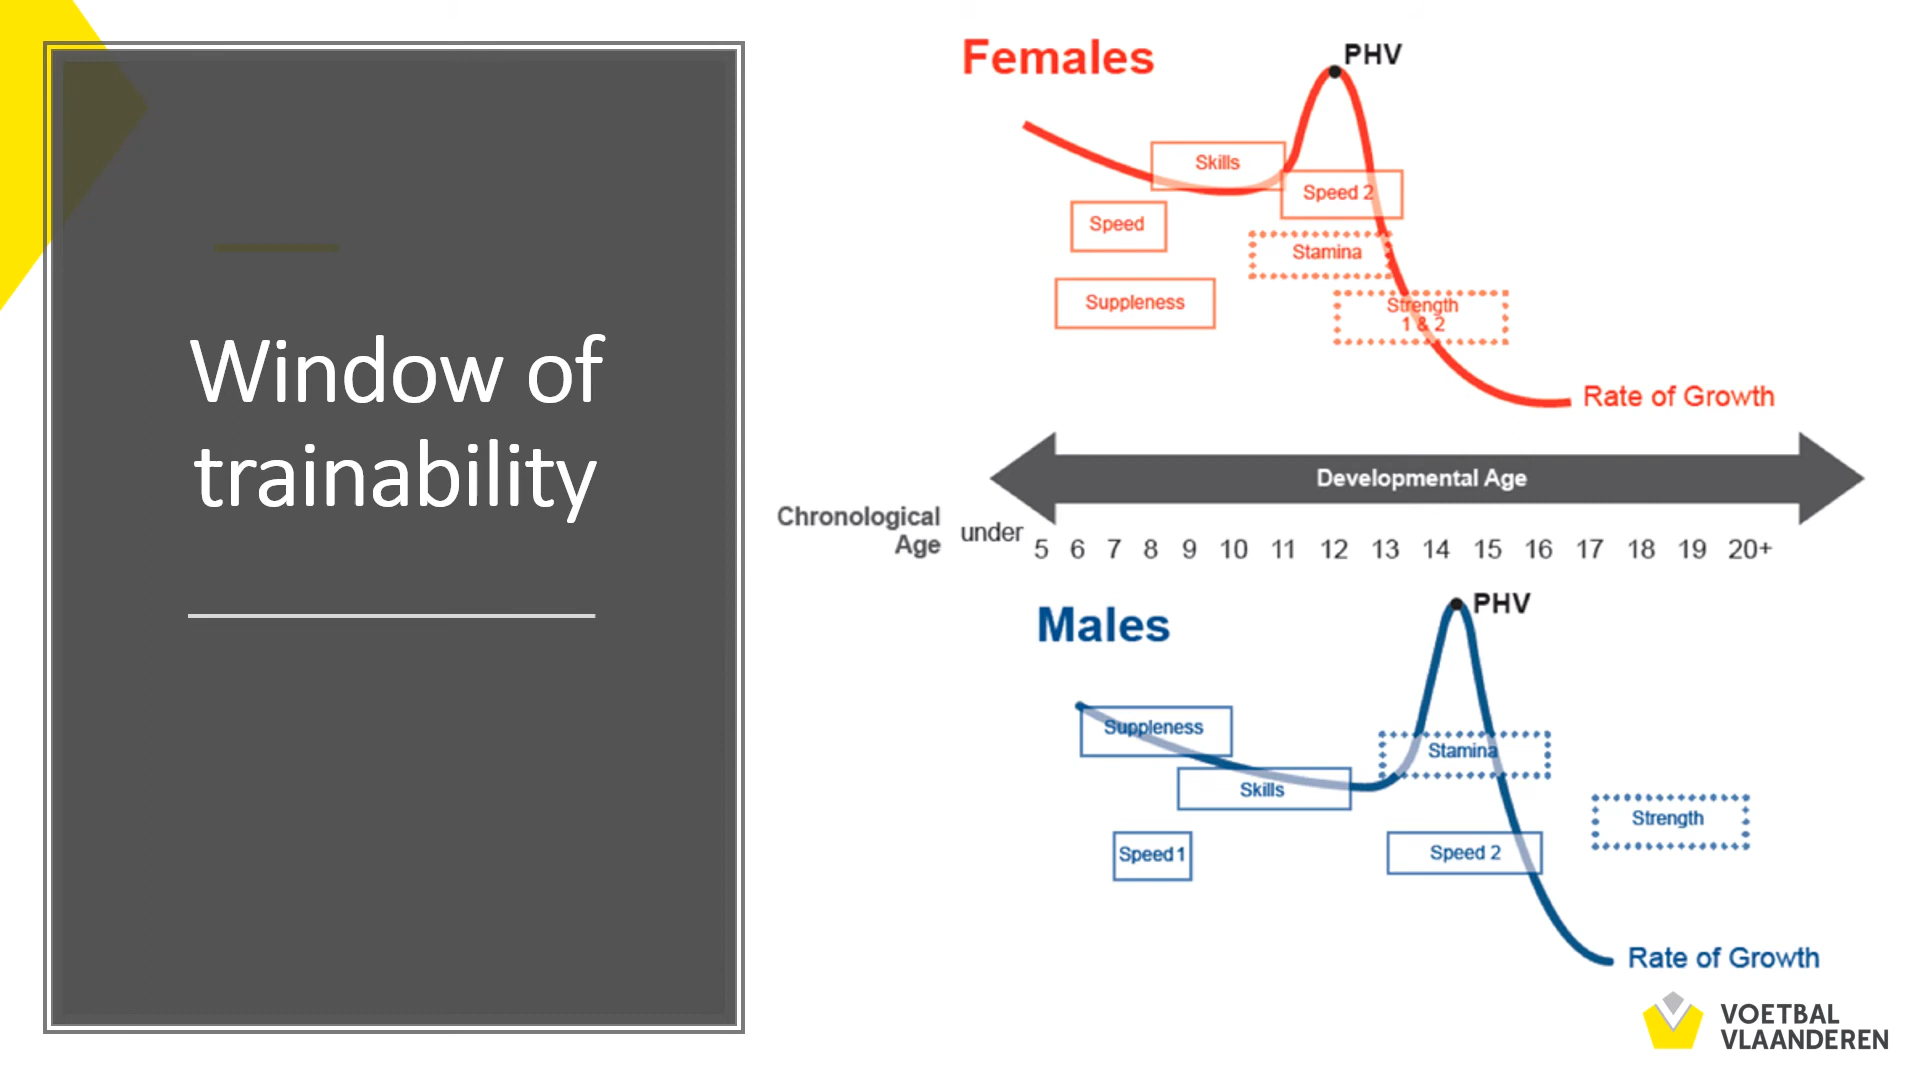 Window of
trainability
Females
PHV
Skills
Speed 2
Speed
Stamina
Suppleness
Strength
1 & 2
Rate of Growth
Developmental Age
Chronological
Age
under 5 6 7 8 9 10 11 12 13 14 15 16 17 18 19 20+
Males
PHV
Suppleness
Stamina
Skills
Strength
Speed 1
Speed 2
Rate of Growth
VOETBAL
VLAANDEREN